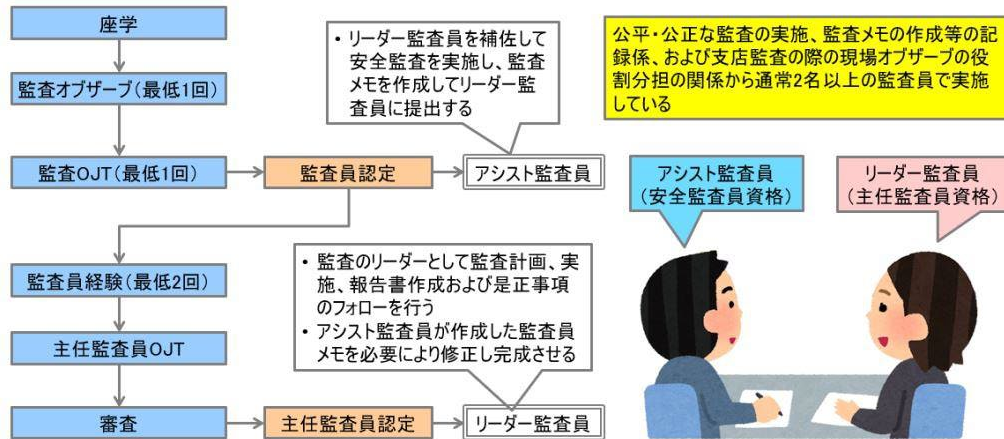 座学
監査オブザーブ(最低1回)
監査OJT(最低1回)
監査員認定
アシスト監査員
・ リーダー監査員を補佐して
安全監査を実施し、監査
メモを作成してリーダー監
査員に提出する
監査員経験(最低2回)
主任監査員OJT
審査
主任監査員認定
リーダー監査員
・ 監査のリーダーとして監査計画、実
施、報告書作成および是正事項
のフォローを行う
・ アシスト監査員が作成した監査員
メモを必要により修正し完成させる
公平・公正な監査の実施、監査メモの作成等の記
録係、および支店監査の際の現場オブザーブの役
割分担の関係から通常2名以上の監査員で実施
している
アシスト監査員
(安全監査員資格)
リーダー監査員
(主任監査員資格)